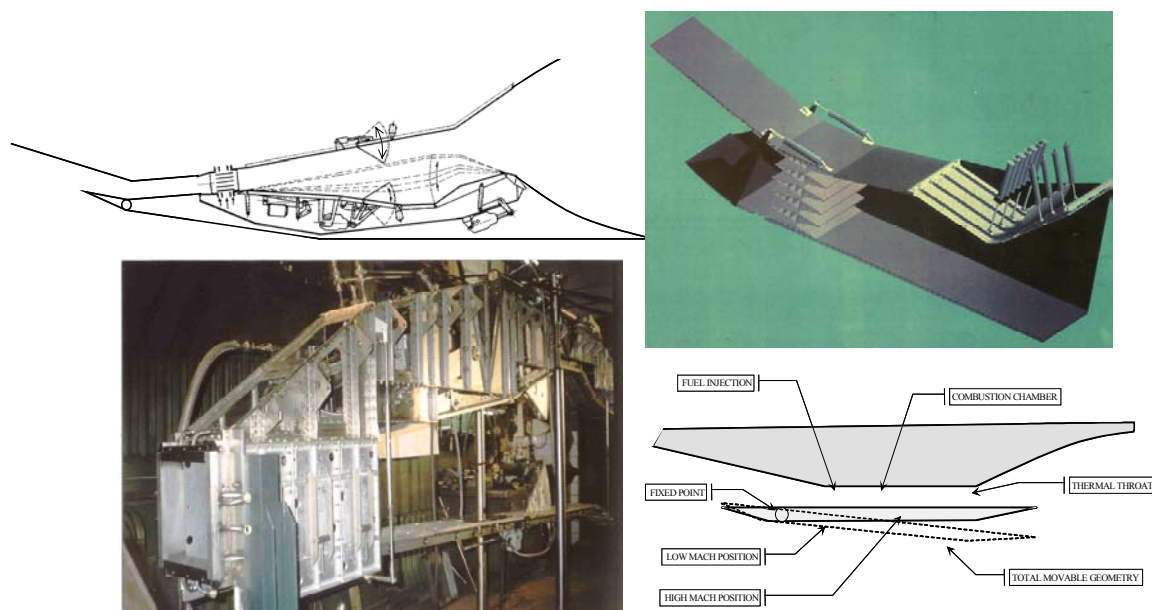 FUEL INJECTION
COMBUSTION CHAMBER
FIXED POINT
THERMAL THROAT
LOW MACH POSITION
TOTAL MOVABLE GEOMETRY
HIGH MACH POSITION